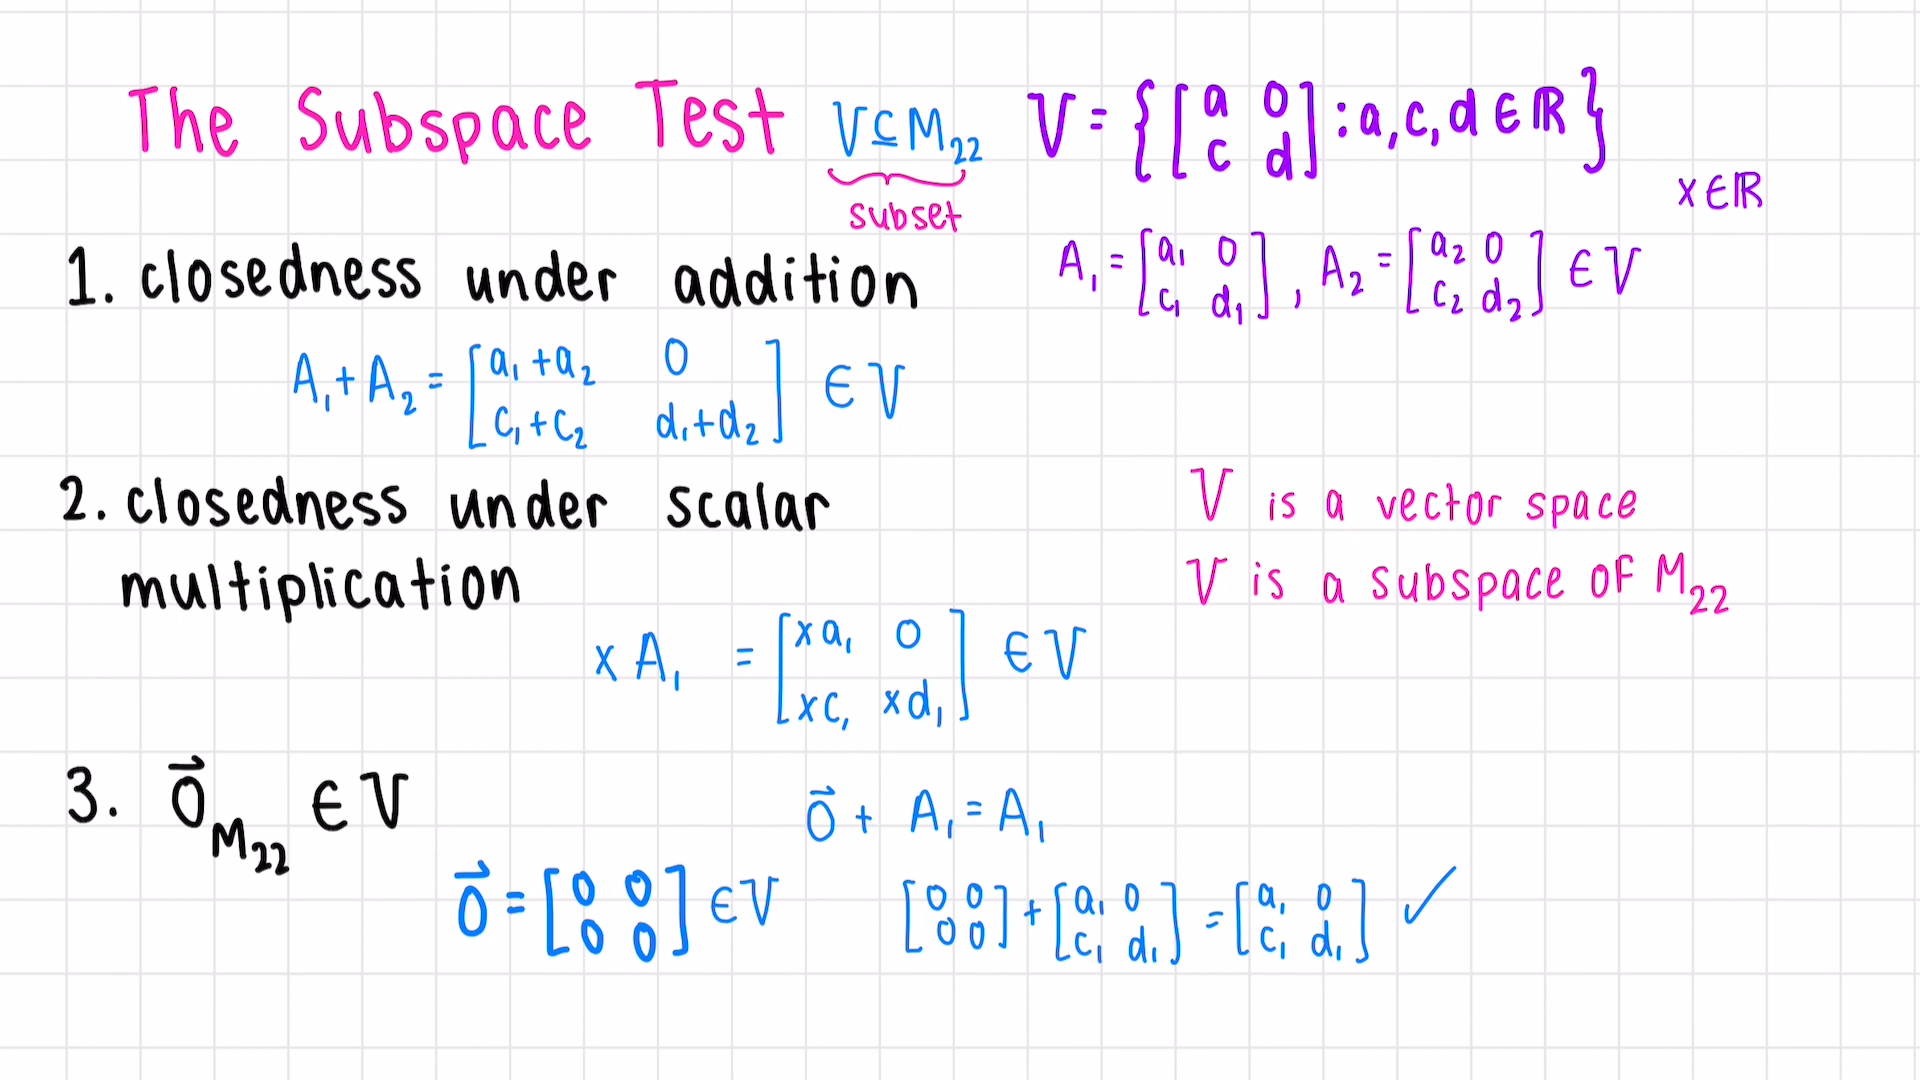 The Subspace Test V ⊆ M₂₂ V = { [a 0; c d] : a, c, d ∈ ℝ }
subset
x ∈ ℝ
1. closedness under addition
A₁ = [a₁ 0; c₁ d₁], A₂ = [a₂ 0; c₂ d₂] ∈ V
A₁ + A₂ = [a₁+a₂ 0; c₁+c₂ d₁+d₂] ∈ V
2. closedness under scalar
multiplication
V is a vector space
V is a subspace of M₂₂
x A₁ = [xa₁ 0; xc₁ xd₁] ∈ V
3. 0⃗_M₂₂ ∈ V
0⃗ + A₁ = A₁
0⃗ = [0 0; 0 0] ∈ V
[0 0; 0 0] + [a₁ 0; c₁ d₁] = [a₁ 0; c₁ d₁] ✓